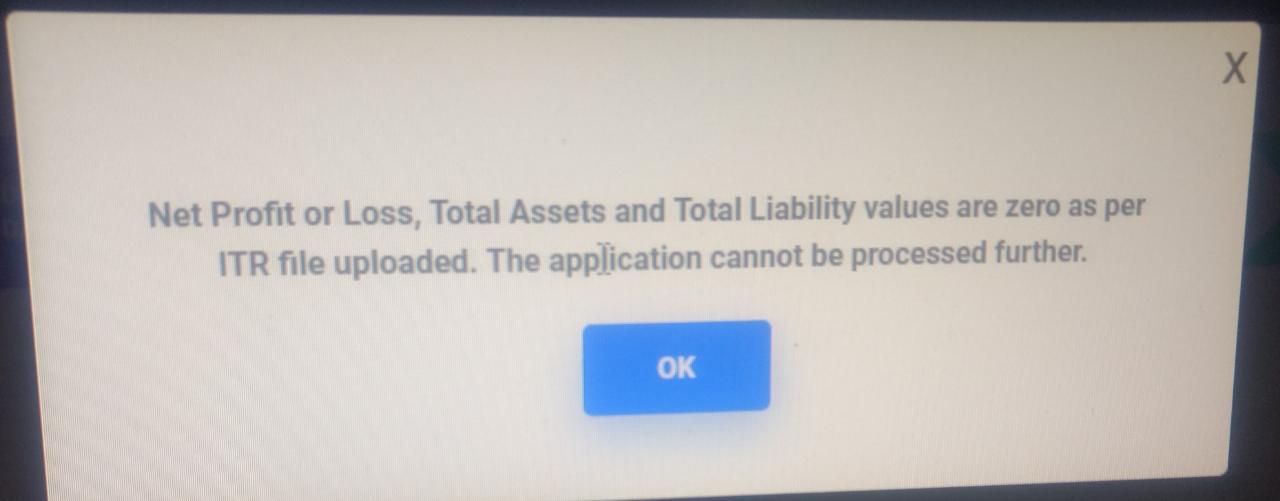 X
Net Profit or Loss, Total Assets and Total Liability values are zero as per
ITR file uploaded. The application cannot be processed further.
OK